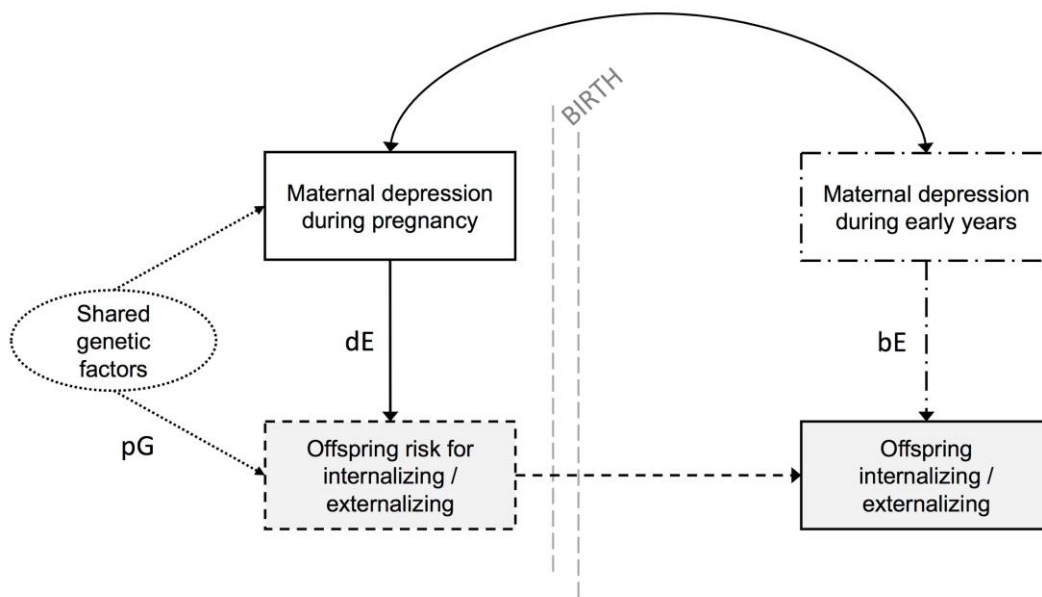 BIRTH
Maternal depression
during pregnancy
Maternal depression
during early years
Shared
genetic
factors
dE
bE
pG
Offspring risk for
internalizing /
externalizing
Offspring
internalizing /
externalizing